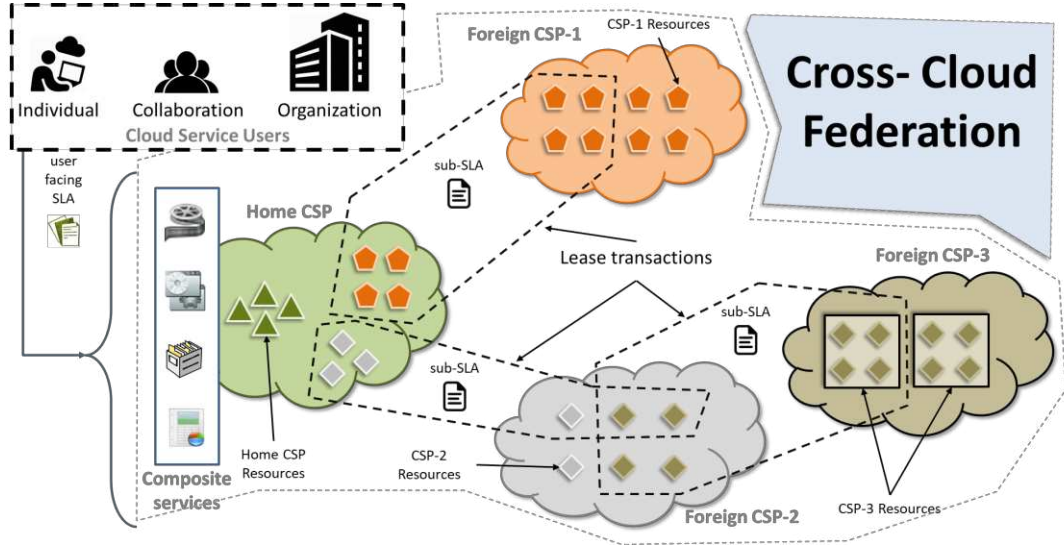 Individual
Collaboration
Organization
Cloud Service Users
user
facing
SLA
Foreign CSP-1
CSP-1 Resources
Cross- Cloud
Federation
sub-SLA
Home CSP
Lease transactions
Foreign CSP-3
sub-SLA
sub-SLA
Home CSP
Resources
CSP-2
Resources
Composite
services
Foreign CSP-2
CSP-3 Resources